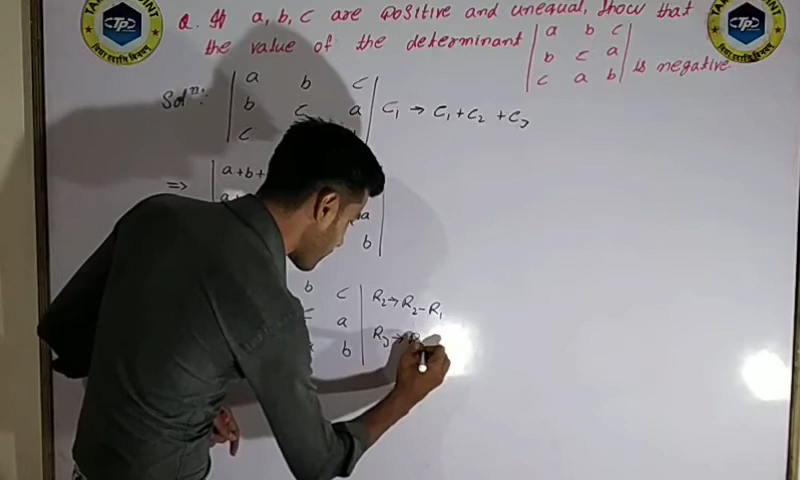 Q. If a, b, c are positive and unequal, show that
the value of the determinant | a b c |
| b c a |
| c a b | is negative.
Solⁿ: | a b c |
| b c a | C₁ → C₁ + C₂ + C₃
| c
=> | a+b+
a
b |
b c | R₂ → R₂ - R₁
a | R₃ →
b |
TPC